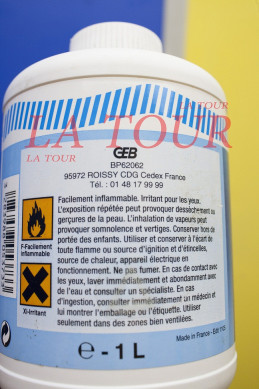 LA TOUR
LA TOUR
LA TOUR
GEB
BP62062
95972 ROISSY CDG Cedex France
Tél. : 01 48 17 99 99
Facilement inflammable. Irritant pour les yeux.
L'exposition répétée peut provoquer dessèchement ou
gerçures de la peau. L'inhalation de vapeurs peut
provoquer somnolence et vertiges. Conserver hors de
portée des enfants. Utiliser et conserver à l'écart de
toute flamme ou source d'ignition et d'étincelles,
source de chaleur, appareil électrique en
fonctionnement. Ne pas fumer. En cas de contact avec
les yeux, laver immédiatement et abondamment avec
de l'eau et consulter un spécialiste. En cas
d'ingestion, consulter immédiatement un médecin et
lui montrer l'emballage ou l'étiquette. Utiliser
seulement dans des zones bien ventilées.
F-Facilement
inflammable
Xi-Irritant
e - 1 L
Made in France -